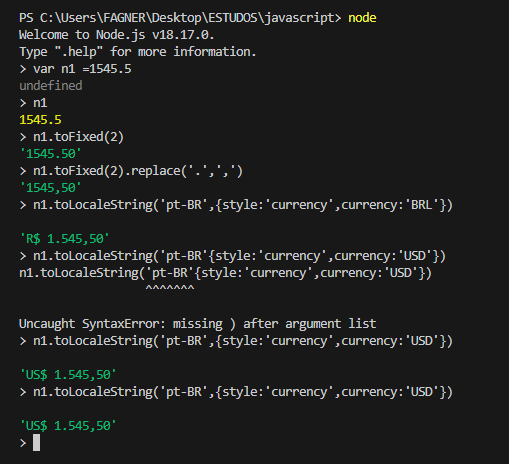 PS C:\Users\FAGNER\Desktop\ESTUDOS\javascript> node
Welcome to Node.js v18.17.0.
Type ".help" for more information.
> var n1 =1545.5
undefined
> n1
1545.5
> n1.toFixed(2)
'1545.50'
> n1.toFixed(2).replace('.',',')
'1545,50'
> n1.toLocaleString('pt-BR',{style:'currency',currency:'BRL'})
'R$ 1.545,50'
> n1.toLocaleString('pt-BR'{style:'currency',currency:'USD'})
n1.toLocaleString('pt-BR'{style:'currency',currency:'USD'})
^^^^^^^
Uncaught SyntaxError: missing ) after argument list
> n1.toLocaleString('pt-BR',{style:'currency',currency:'USD'})
'US$ 1.545,50'
> n1.toLocaleString('pt-BR',{style:'currency',currency:'USD'})
'US$ 1.545,50'
>